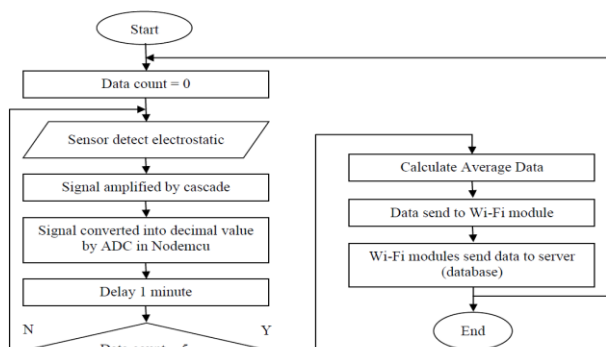 Start
Data count = 0
Sensor detect electrostatic
Signal amplified by cascade
Signal converted into decimal value
by ADC in Nodemcu
Delay 1 minute
N
Y
Calculate Average Data
Data send to Wi-Fi module
Wi-Fi modules send data to server
(database)
End